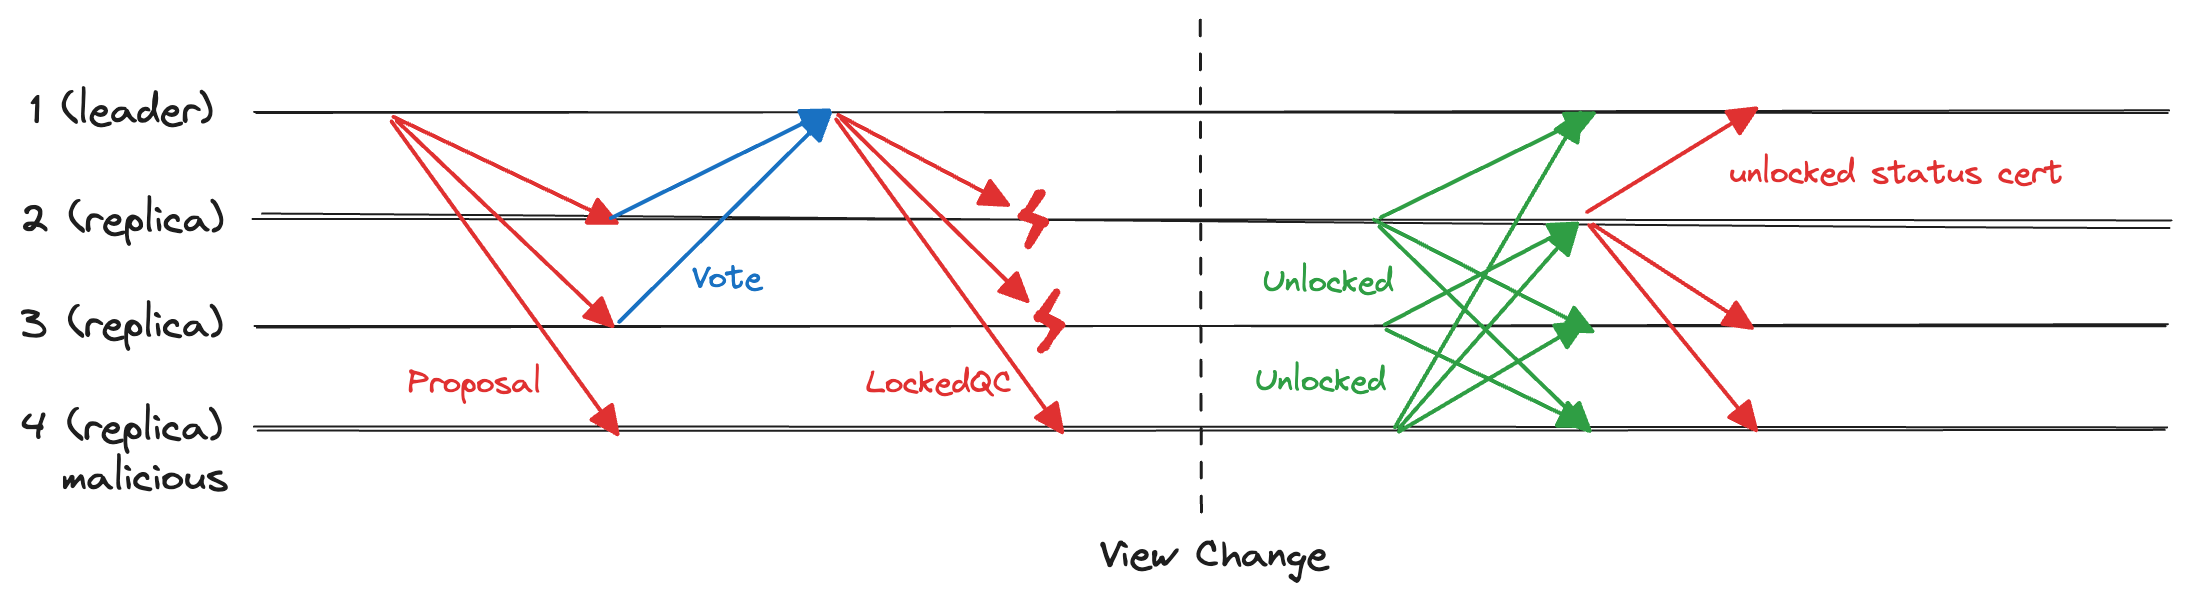 1 (leader)
2 (replica)
3 (replica)
4 (replica)
malicious
Proposal
Vote
LockedQC
View Change
Unlocked
Unlocked
unlocked status cert